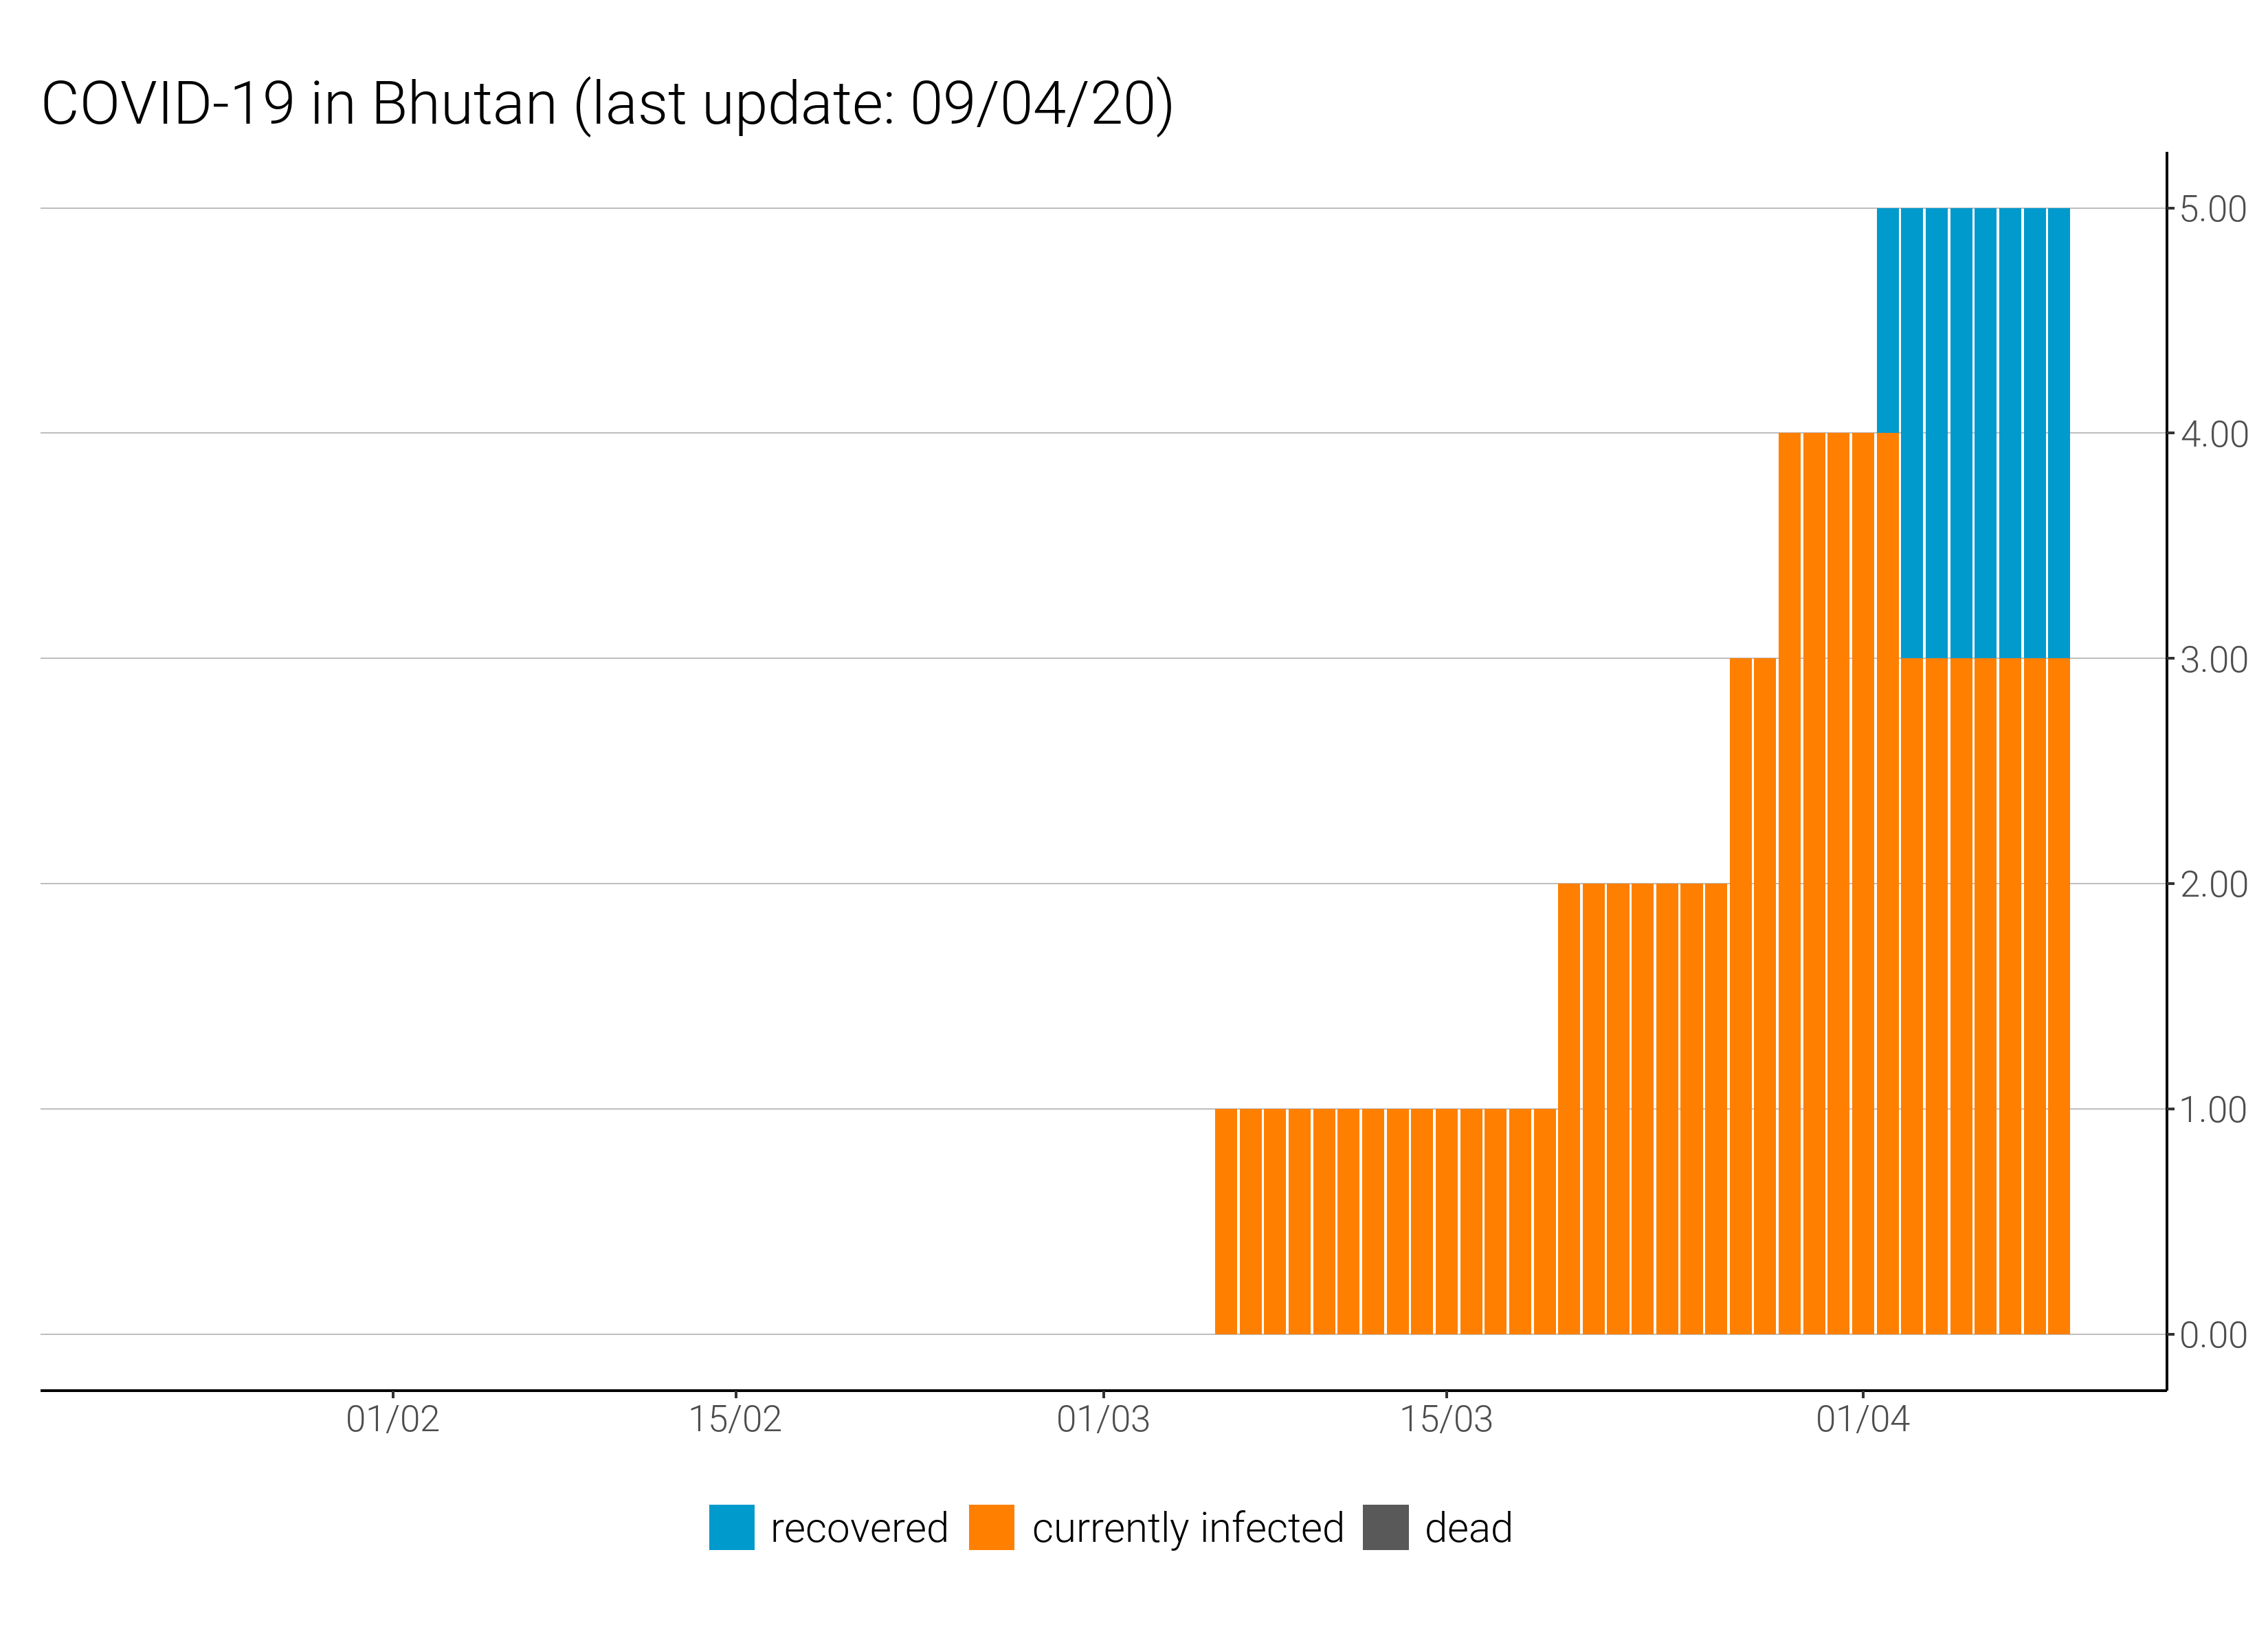 COVID-19 in Bhutan (last update: 09/04/20)
5.00
4.00
3.00
2.00
1.00
0.00
01/02 15/02 01/03 15/03 01/04
recovered currently infected dead